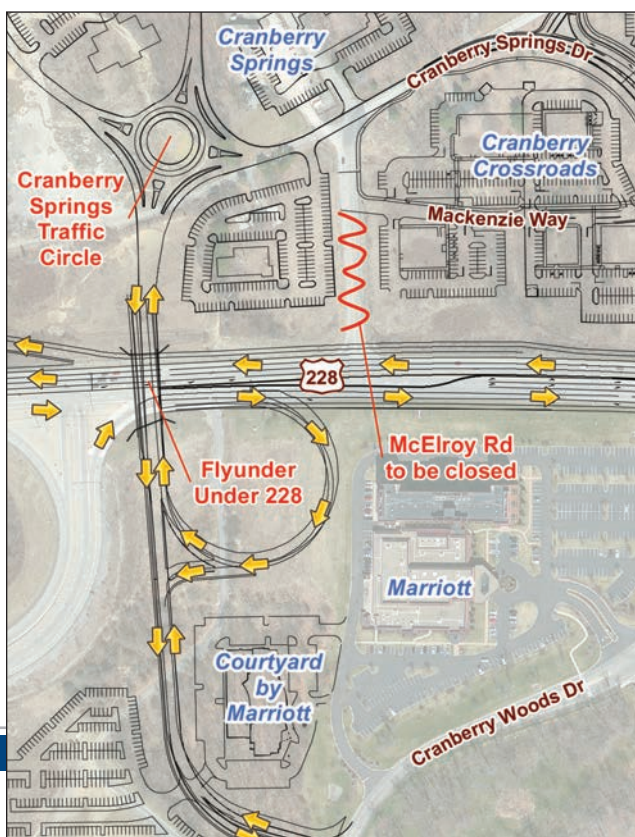 Cranberry
Springs
Cranberry Springs Dr
Cranberry
Crossroads
Cranberry
Springs
Traffic
Circle
Mackenzie Way
228
McElroy Rd
to be closed
Flyunder
Under 228
Marriott
Courtyard
by
Marriott
Cranberry Woods Dr